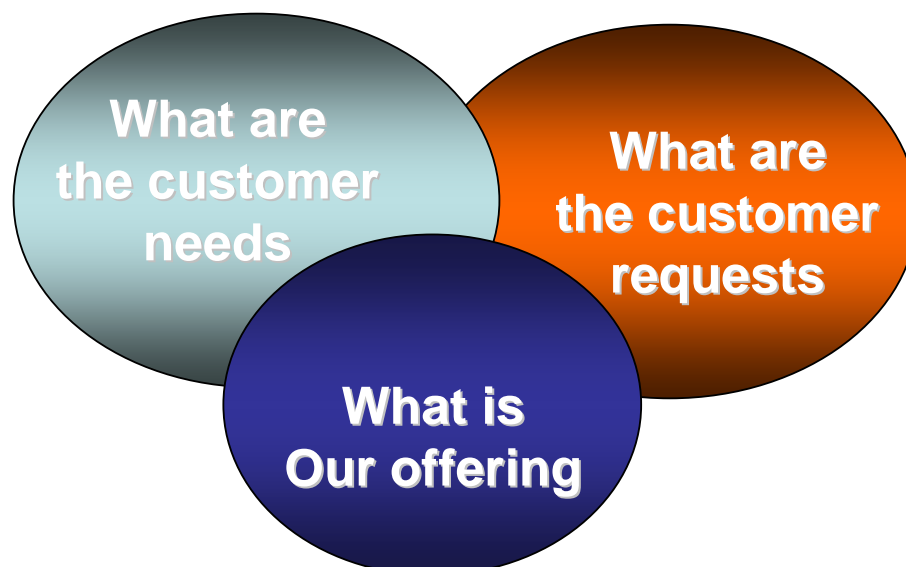 What are
the customer
needs
What are
the customer
requests
What is
Our offering